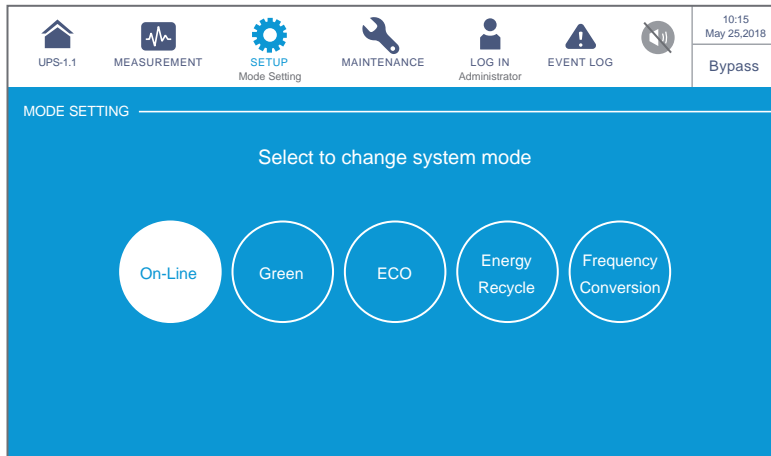 10:15
May 25,2018
UPS-1.1
MEASUREMENT
SETUP
Mode Setting
MAINTENANCE
LOG IN
Administrator
EVENT LOG
Bypass
MODE SETTING
Select to change system mode
On-Line
Green
ECO
Energy
Recycle
Frequency
Conversion